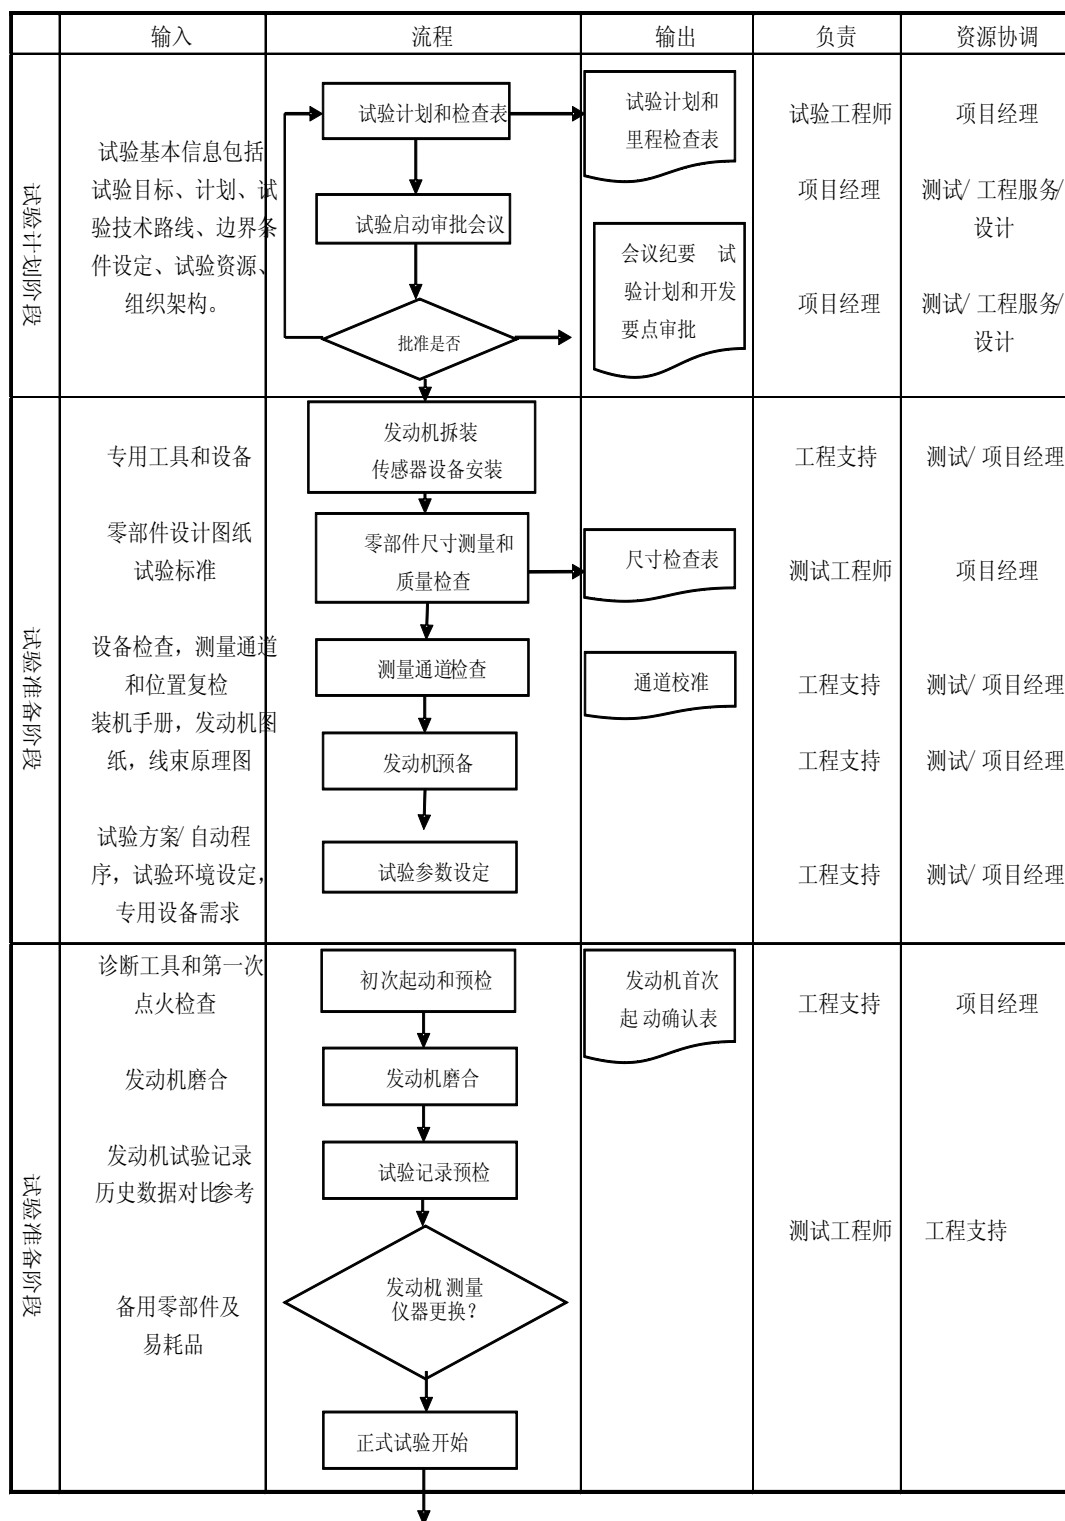 输入 流程 输出 负责 资源协调
试验计划阶段
试验基本信息包括
试验目标、计划、试
验技术路线、边界条
件设定、试验资源、
组织架构。
试验计划和检查表
试验启动审批会议
批准是否
试验计划和
里程检查表
会议纪要 试
验计划和开发
要点审批
试验工程师
项目经理
项目经理
项目经理
测试/ 工程服务/
设计
测试/ 工程服务/
设计
试验准备阶段
专用工具和设备
零部件设计图纸
试验标准
设备检查，测量通道
和位置复检
装机手册，发动机图
纸，线束原理图
试验方案/ 自动程
序，试验环境设定，
专用设备需求
发动机拆装
传感器设备安装
零部件尺寸测量和
质量检查
测量通道检查
发动机预备
试验参数设定
尺寸检查表
通道校准
工程支持
测试工程师
工程支持
工程支持
工程支持
测试/ 项目经理
项目经理
测试/ 项目经理
测试/ 项目经理
测试/ 项目经理
试验准备阶段
诊断工具和第一次
点火检查
发动机磨合
发动机试验记录
历史数据对比参考
备用零部件及
易耗品
初次起动和预检
发动机磨合
试验记录预检
发动机 测量
仪器更换？
正式试验开始
发动机首次
起 动确认表
工程支持
测试工程师
项目经理
工程支持